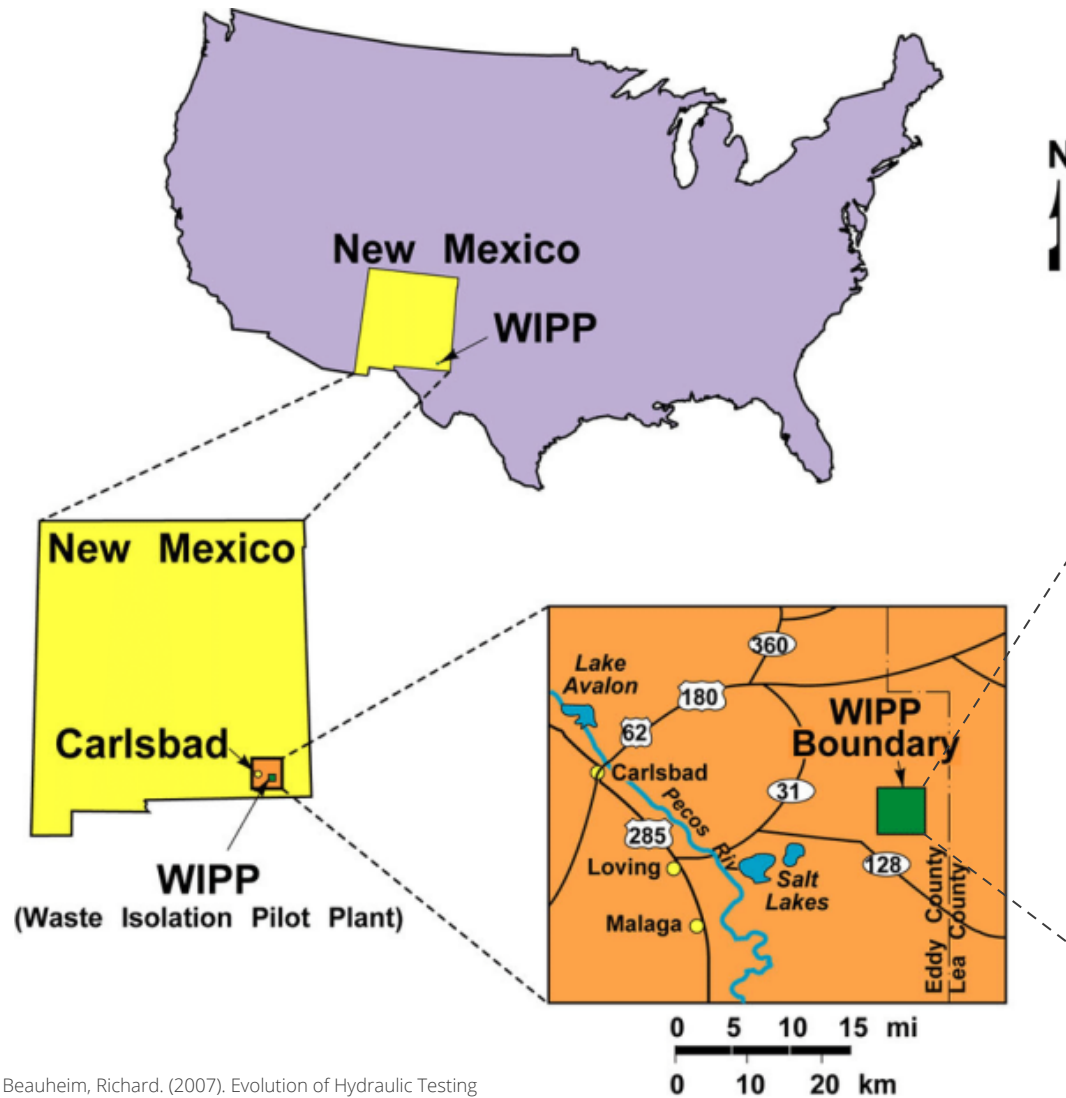 N
New Mexico
WIPP
New Mexico
Carlsbad
WIPP
(Waste Isolation Pilot Plant)
360
Lake
Avalon
180
62
WIPP
Boundary
Carlsbad
31
Pecos Riv
285
Loving
128
Salt
Lakes
Malaga
Eddy County
Lea County
0 5 10 15 mi
0 10 20 km
Beauheim, Richard. (2007). Evolution of Hydraulic Testing